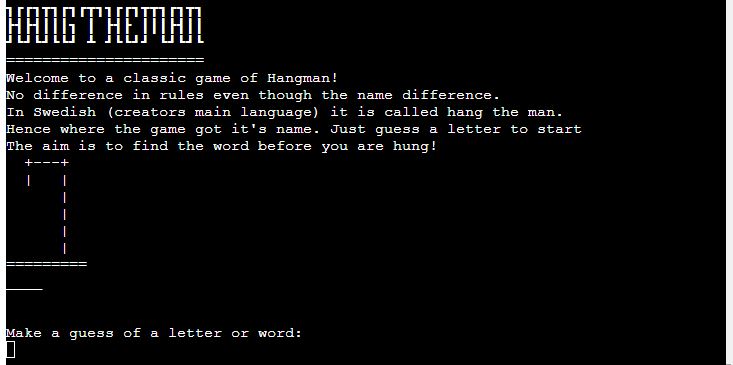 HANGTHEMAN
======================
Welcome to a classic game of Hangman!
No difference in rules even though the name difference.
In Swedish (creators main language) it is called hang the man.
Hence where the game got it's name. Just guess a letter to start
The aim is to find the word before you are hung!
  +---+
  |   |
      |
      |
      |
      |
=========
____
Make a guess of a letter or word: